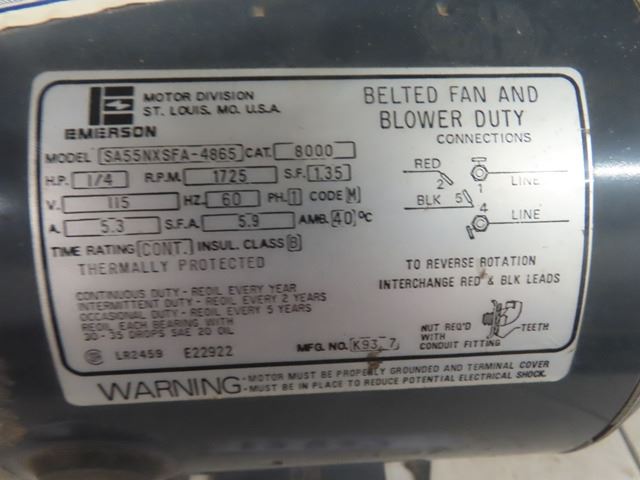 EMERSON
MOTOR DIVISION
ST. LOUIS, MO. U.S.A.
MODEL SA55NXSFA-4865 CAT. 8000
H.P. 1/4 R.P.M. 1725 S.F. 1.35
V. 115 HZ. 60 PH. 1 CODE M
A. 5.3 S.F.A. 5.9 AMB. 40 °C
TIME RATING CONT. INSUL. CLASS B
THERMALLY PROTECTED
CONTINUOUS DUTY - REOIL EVERY YEAR
INTERMITTENT DUTY - REOIL EVERY 2 YEARS
OCCASIONAL DUTY - REOIL EVERY 5 YEARS
REOIL EACH BEARING WITH
30-35 DROPS SAE 20 OIL
LR2459 E22922
MFG. NO. K93 7
BELTED FAN AND
BLOWER DUTY
CONNECTIONS
RED 2 1 LINE
BLK 5 4 LINE
TO REVERSE ROTATION
INTERCHANGE RED & BLK LEADS
NUT REQ'D
WITH
CONDUIT FITTING
TEETH
WARNING - MOTOR MUST BE PROPERLY GROUNDED AND TERMINAL COVER
- MUST BE IN PLACE TO REDUCE POTENTIAL ELECTRICAL SHOCK.